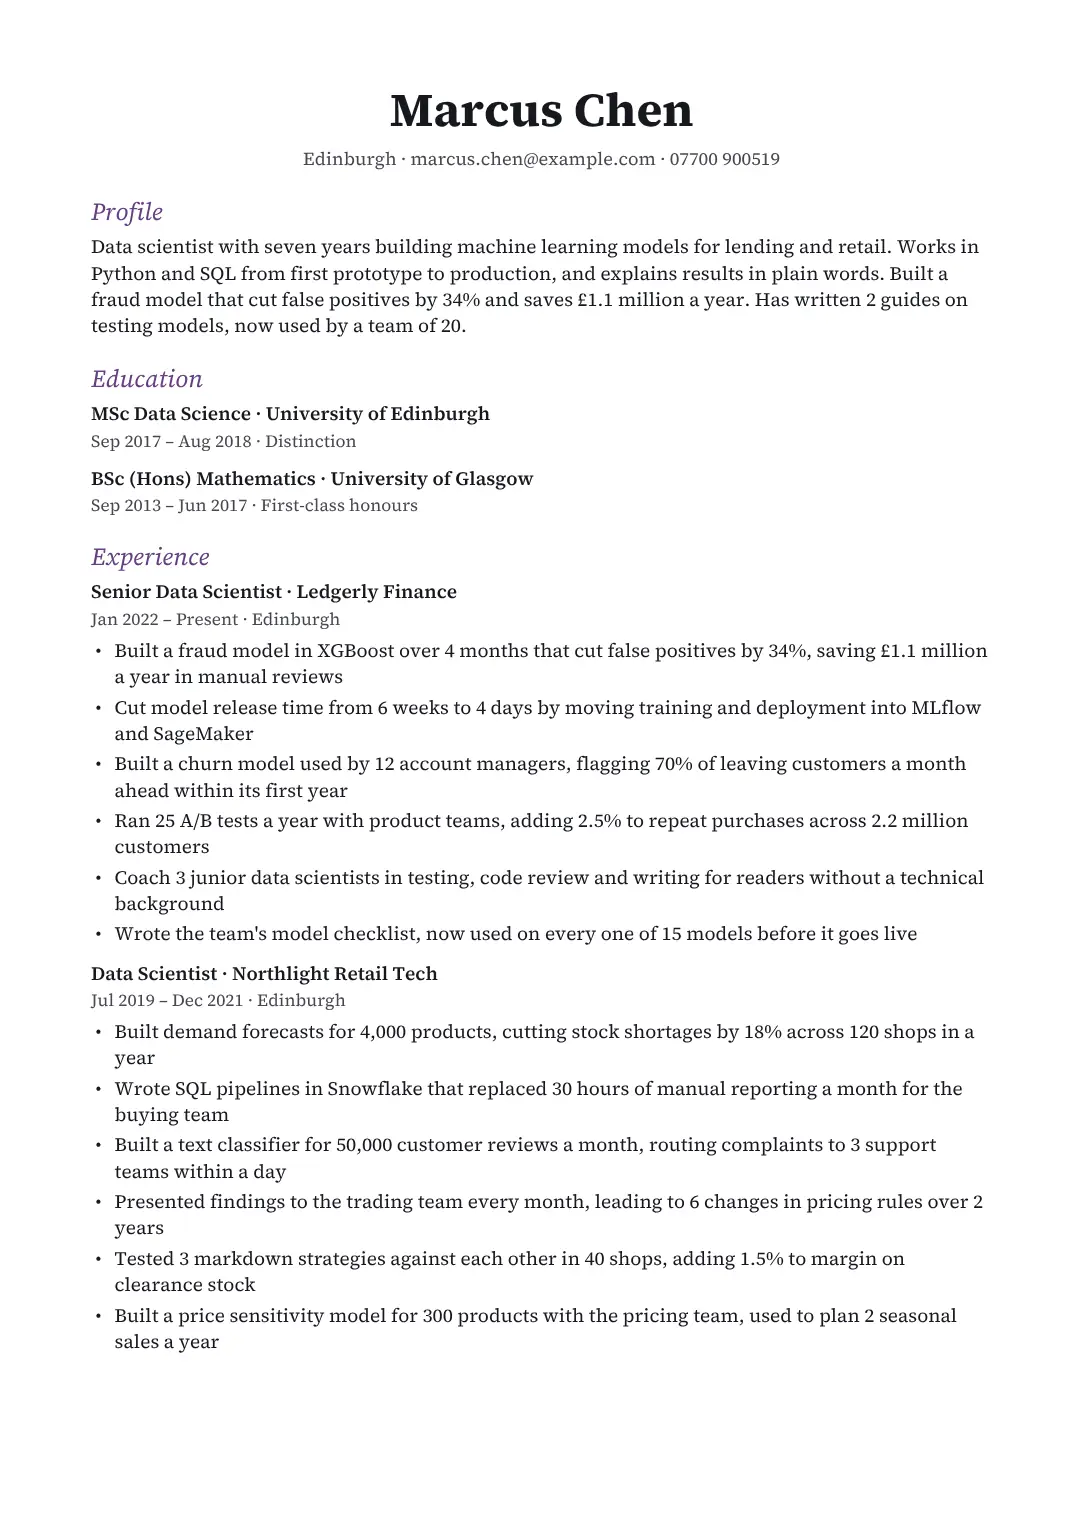 Marcus Chen
Edinburgh · marcus.chen@example.com · 07700 900519
Profile
Data scientist with seven years building machine learning models for lending and retail. Works in
Python and SQL from first prototype to production, and explains results in plain words. Built a
fraud model that cut false positives by 34% and saves £1.1 million a year. Has written 2 guides on
testing models, now used by a team of 20.
Education
MSc Data Science · University of Edinburgh
Sep 2017 – Aug 2018 · Distinction
BSc (Hons) Mathematics · University of Glasgow
Sep 2013 – Jun 2017 · First-class honours
Experience
Senior Data Scientist · Ledgerly Finance
Jan 2022 – Present · Edinburgh
• Built a fraud model in XGBoost over 4 months that cut false positives by 34%, saving £1.1 million
a year in manual reviews
• Cut model release time from 6 weeks to 4 days by moving training and deployment into MLflow
and SageMaker
• Built a churn model used by 12 account managers, flagging 70% of leaving customers a month
ahead within its first year
• Ran 25 A/B tests a year with product teams, adding 2.5% to repeat purchases across 2.2 million
customers
• Coach 3 junior data scientists in testing, code review and writing for readers without a technical
background
• Wrote the team's model checklist, now used on every one of 15 models before it goes live
Data Scientist · Northlight Retail Tech
Jul 2019 – Dec 2021 · Edinburgh
• Built demand forecasts for 4,000 products, cutting stock shortages by 18% across 120 shops in a
year
• Wrote SQL pipelines in Snowflake that replaced 30 hours of manual reporting a month for the
buying team
• Built a text classifier for 50,000 customer reviews a month, routing complaints to 3 support
teams within a day
• Presented findings to the trading team every month, leading to 6 changes in pricing rules over 2
years
• Tested 3 markdown strategies against each other in 40 shops, adding 1.5% to margin on
clearance stock
• Built a price sensitivity model for 300 products with the pricing team, used to plan 2 seasonal
sales a year